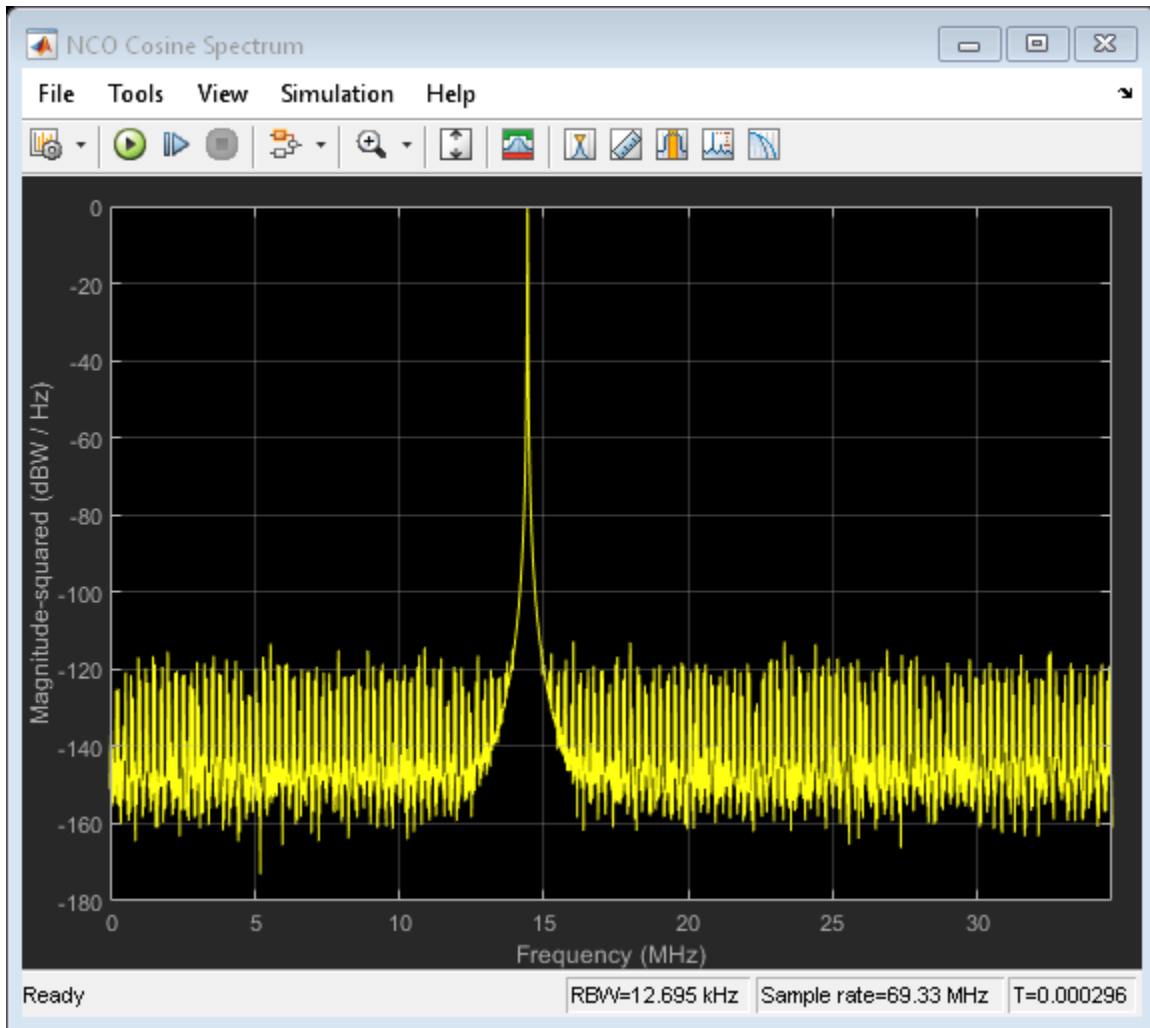 NCO Cosine Spectrum
File Tools View Simulation Help
0
-20
-40
-60
-80
-100
-120
-140
-160
-180
Magnitude-squared (dBW / Hz)
0 5 10 15 20 25 30
Frequency (MHz)
Ready RBW=12.695 kHz Sample rate=69.33 MHz T=0.000296